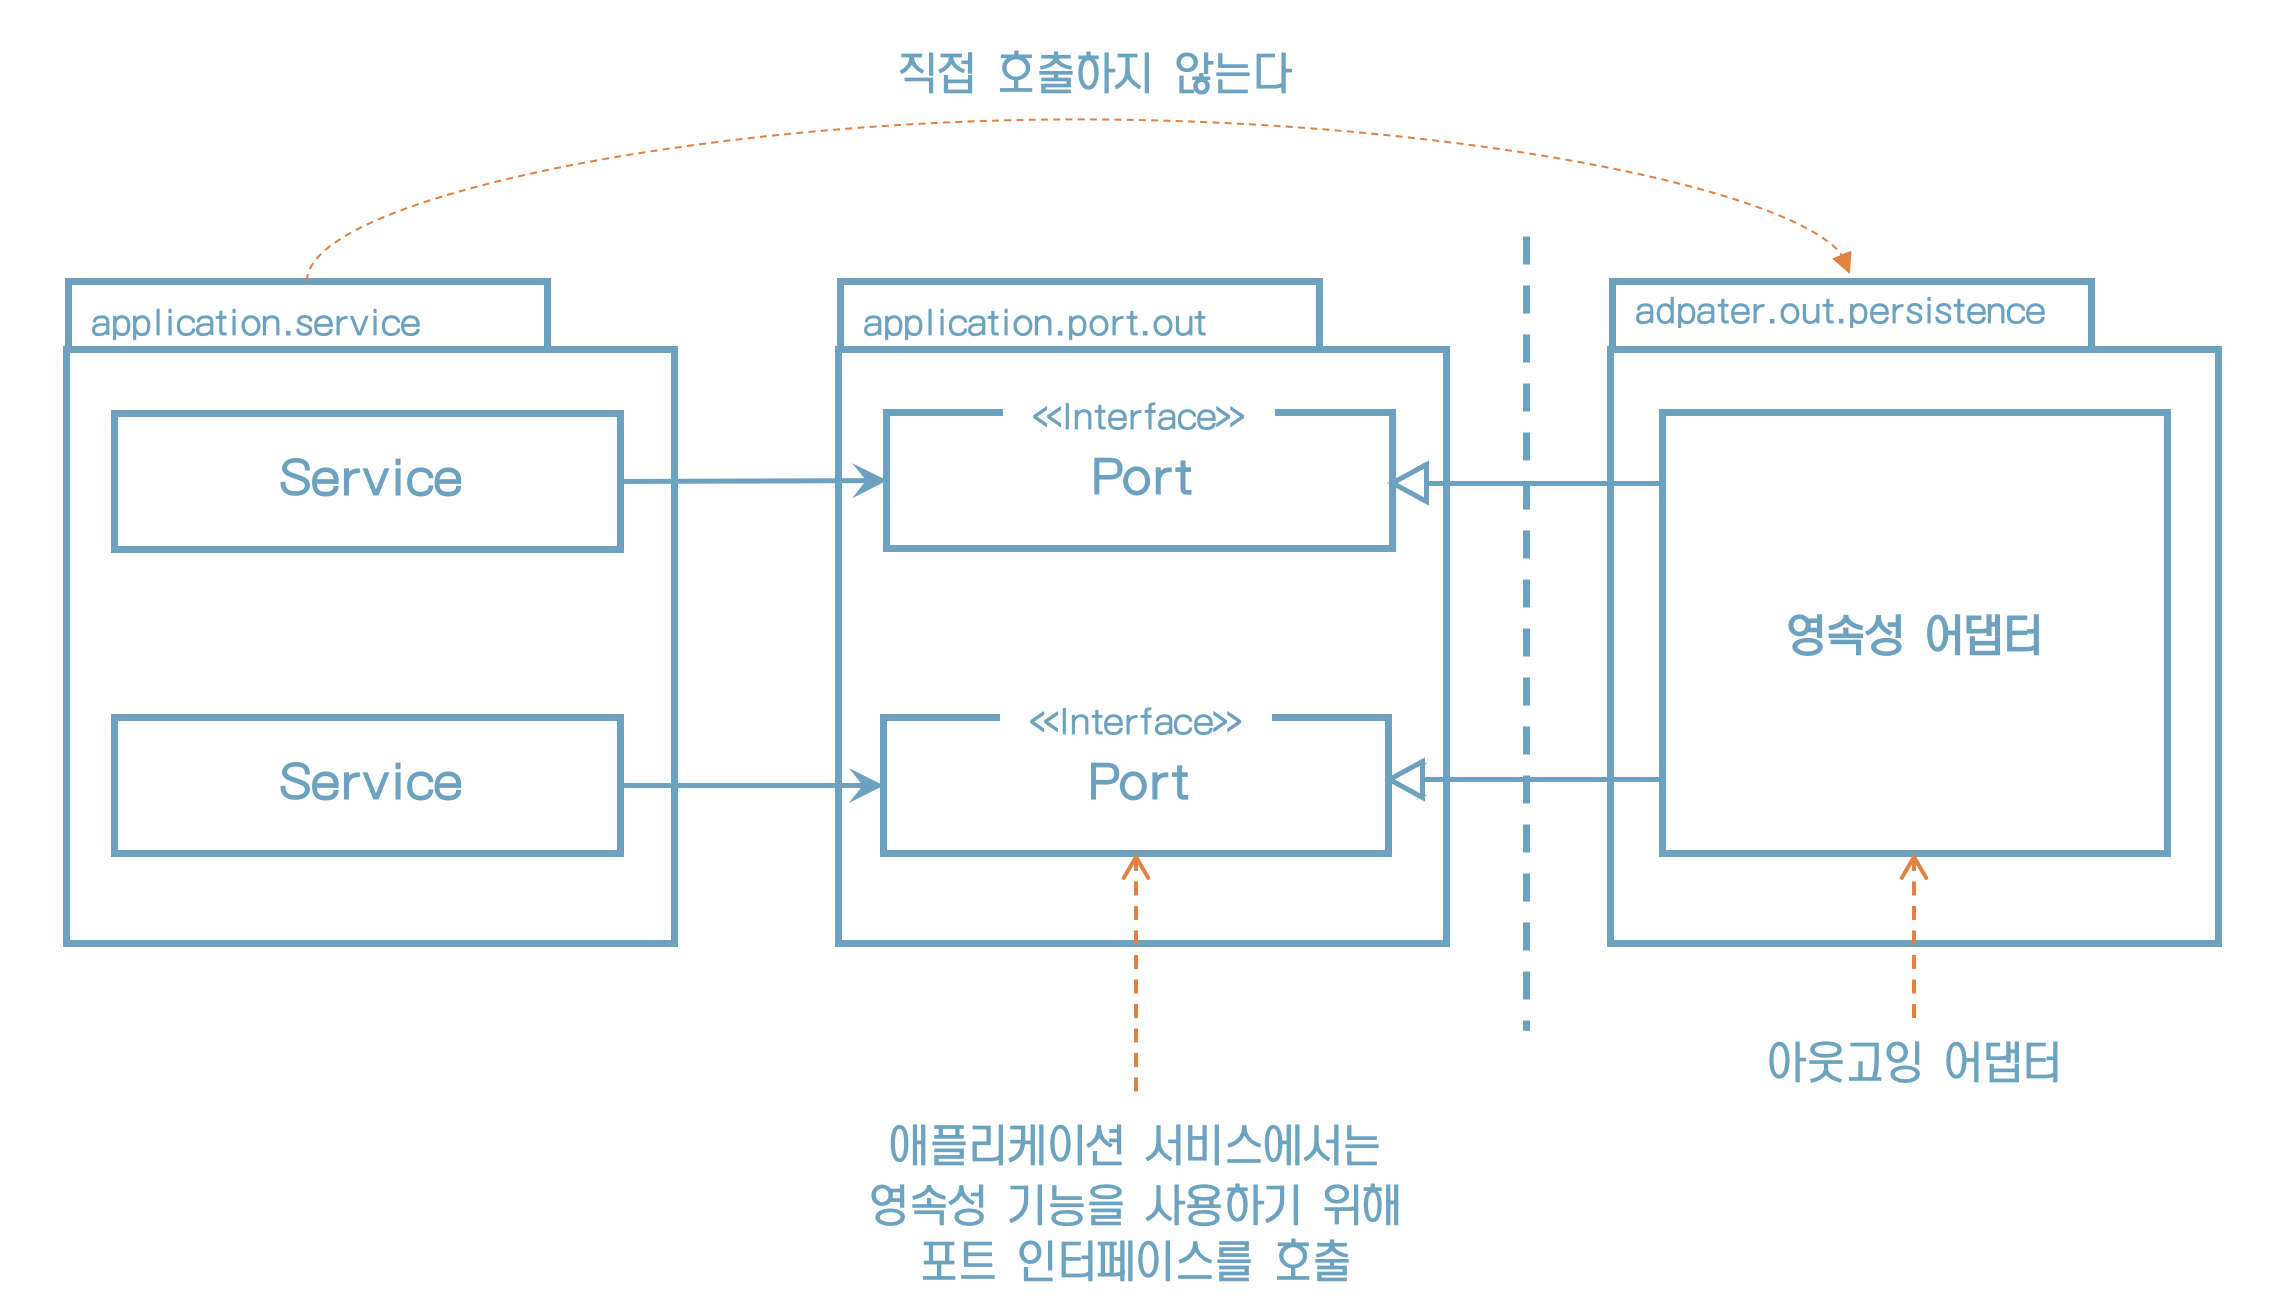 직접 호출하지 않는다
application.service
application.port.out
adpater.out.persistence
Service
<<Interface>>
Port
영속성 어댑터
Service
<<Interface>>
Port
아웃고잉 어댑터
애플리케이션 서비스에서는
영속성 기능을 사용하기 위해
포트 인터페이스를 호출